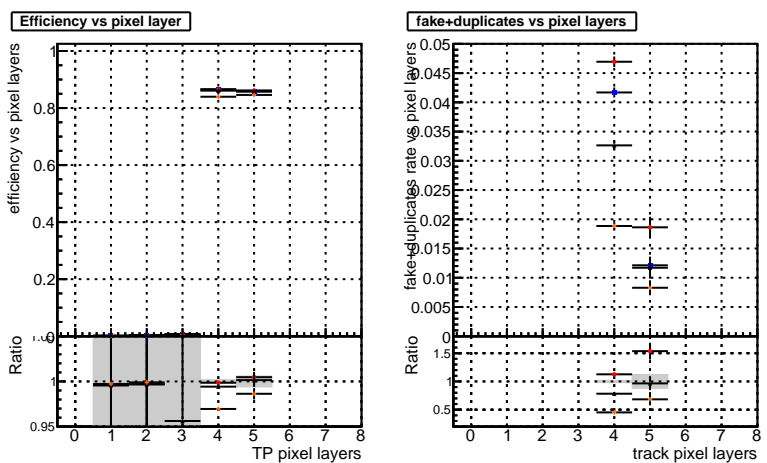 Efficiency vs pixel layer
efficiency vs pixel layers
1
0.8
0.6
0.4
0.2
0
Ratio
1
0.95
0 1 2 3 4 5 6 7 8
TP pixel layers
fake+duplicates vs pixel layers
fake+duplicates rate vs pixel layers
0.05
0.045
0.04
0.035
0.03
0.025
0.02
0.015
0.01
0.005
0
Ratio
1.5
1
0.5
0 1 2 3 4 5 6 7 8
track pixel layers